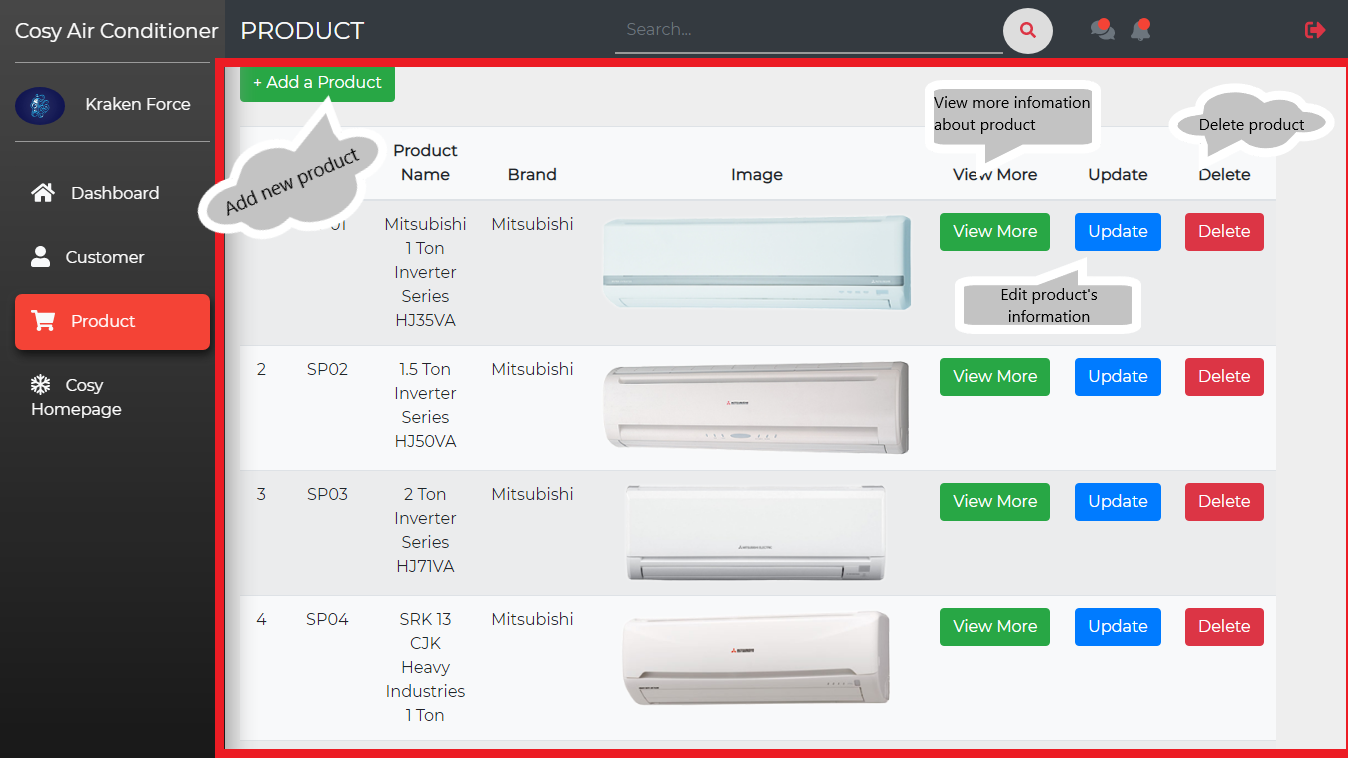 Cosy Air Conditioner
PRODUCT
Search...
Kraken Force
Dashboard
Customer
Product
Cosy
Homepage
+ Add a Product
Add new product
View more infomation
about product
Delete product
Product
Name
Brand
Image
View More
Update
Delete
01
Mitsubishi
1 Ton
Inverter
Series
HJ35VA
Mitsubishi
View More
Update
Delete
Edit product's
information
2
SP02
1.5 Ton
Inverter
Series
HJ50VA
Mitsubishi
View More
Update
Delete
3
SP03
2 Ton
Inverter
Series
HJ71VA
Mitsubishi
View More
Update
Delete
4
SP04
SRK 13
CJK
Heavy
Industries
1 Ton
Mitsubishi
View More
Update
Delete